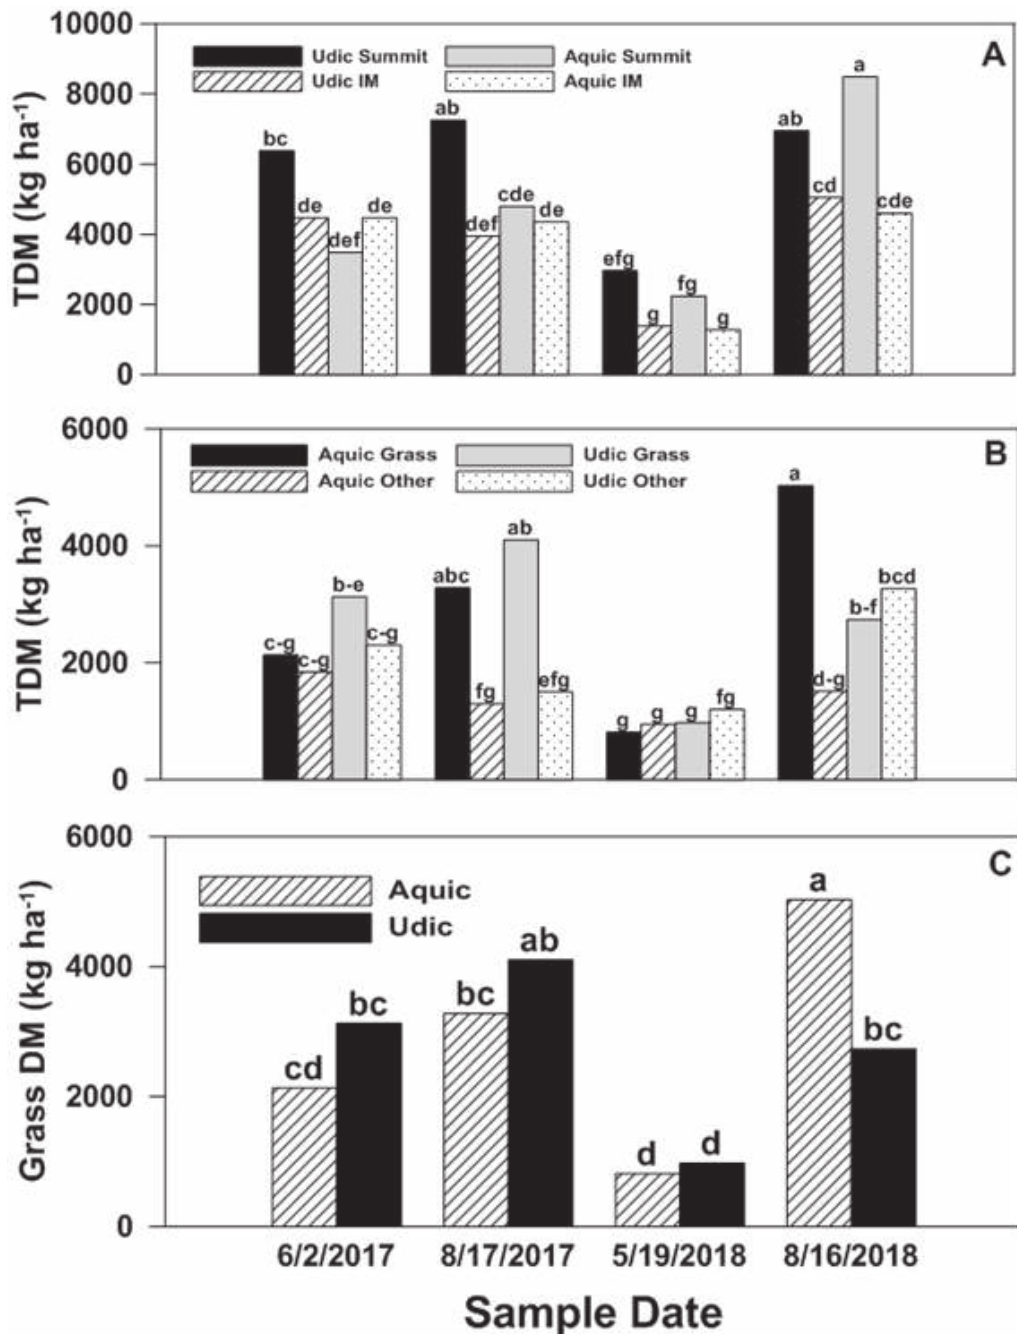 10000
A
Udic Summit Aquic Summit
Udic IM Aquic IM
8000
6000
4000
2000
0
TDM (kg ha-1)
bc de def de
ab def cde de
efg g fg g
ab cd a cde
6000
B
Aquic Grass Udic Grass
Aquic Other Udic Other
4000
2000
0
TDM (kg ha-1)
c-g c-g b-e c-g
abc fg ab efg
g g g fg
a d-g b-f bcd
6000
C
Aquic
Udic
4000
2000
0
Grass DM (kg ha-1)
cd bc
bc ab
d d
a bc
6/2/2017 8/17/2017 5/19/2018 8/16/2018
Sample Date